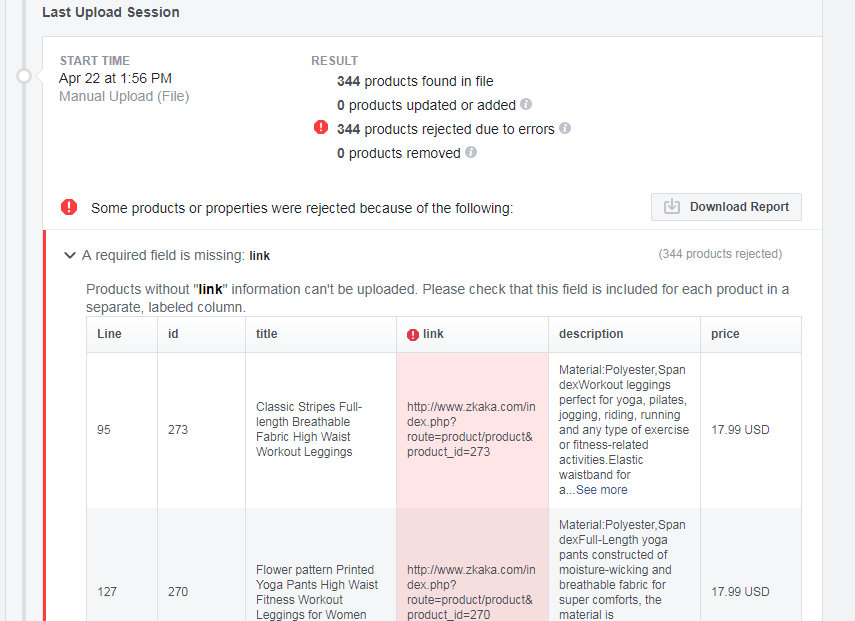 Last Upload Session
START TIME
Apr 22 at 1:56 PM
Manual Upload (File)
RESULT
344 products found in file
0 products updated or added
344 products rejected due to errors
0 products removed
Some products or properties were rejected because of the following:
Download Report
A required field is missing: link
(344 products rejected)
Products without "link" information can't be uploaded. Please check that this field is included for each product in a
separate, labeled column.
Line
id
title
link
description
price
95
273
Classic Stripes Full-
length Breathable
Fabric High Waist
Workout Leggings
http://www.zkaka.com/in
dex.php?
route=product/product&
product_id=273
Material:Polyester,Span
dexWorkout leggings
perfect for yoga, pilates,
jogging, riding, running
and any type of exercise
or fitness-related
activities.Elastic
waistband for
a...See more
17.99 USD
127
270
Flower pattern Printed
Yoga Pants High Waist
Fitness Workout
Leggings for Women
http://www.zkaka.com/in
dex.php?
route=product/product&
product_id=270
Material:Polyester,Span
dexFull-Length yoga
pants constructed of
moisture-wicking and
breathable fabric for
super comforts, the
material is
17.99 USD